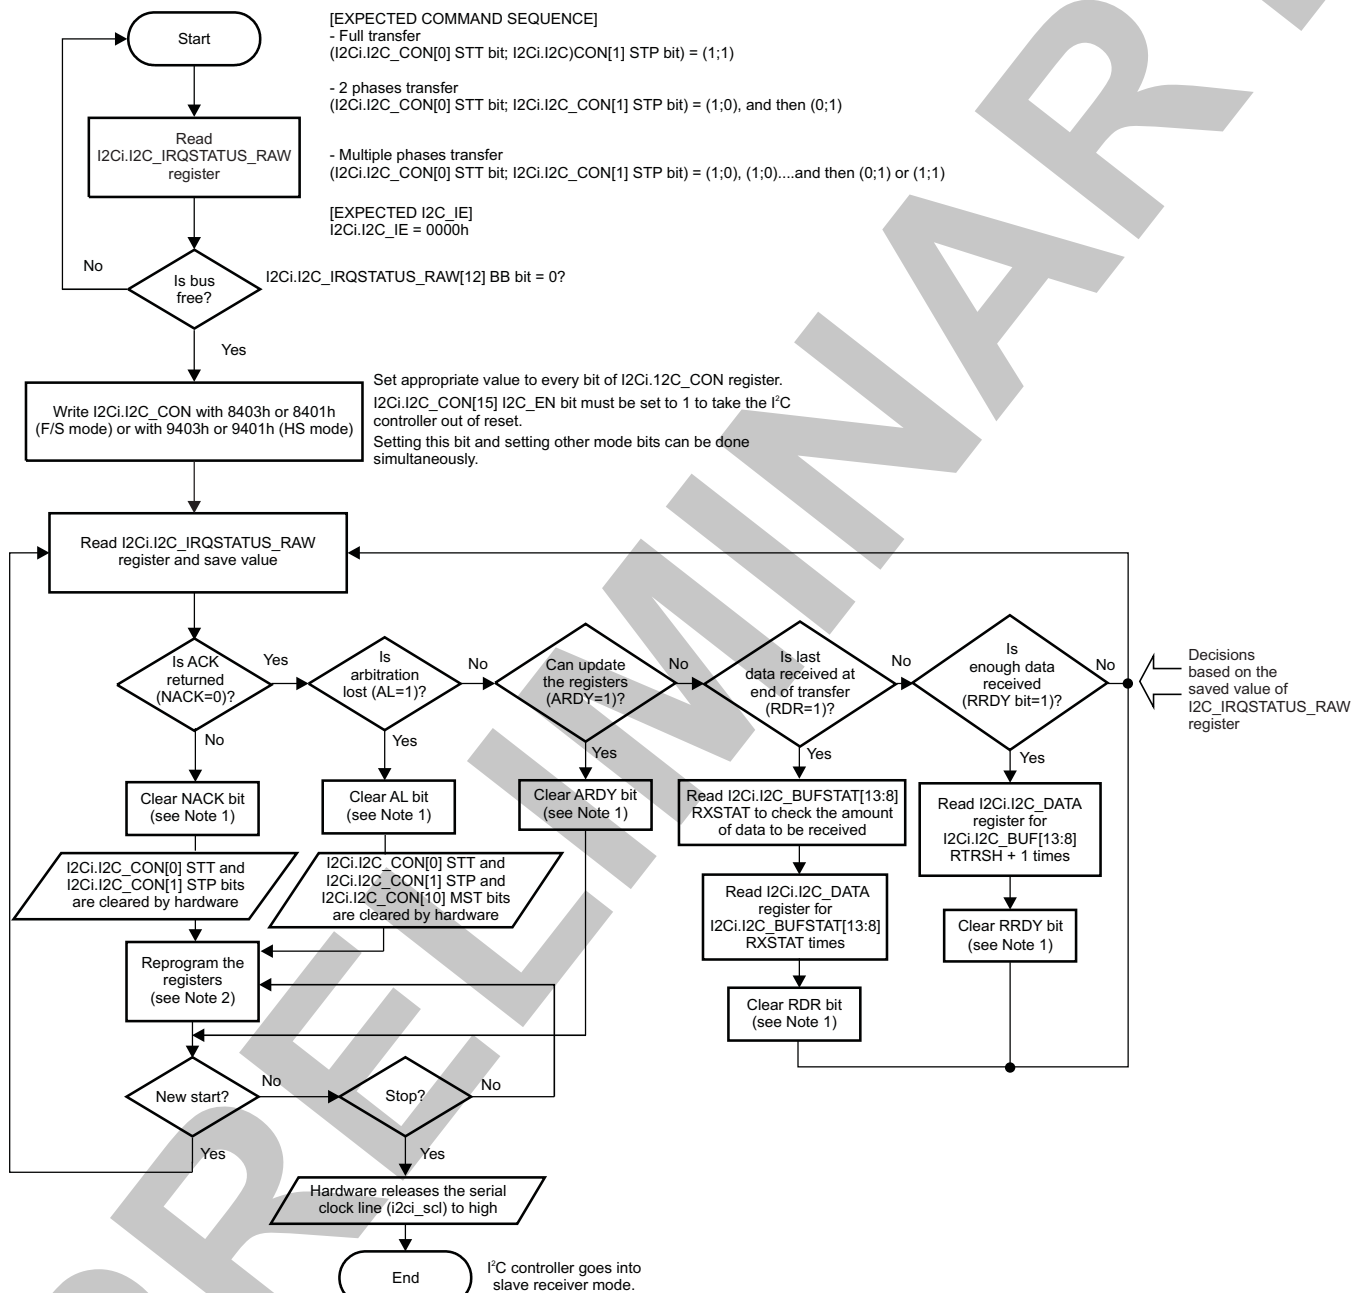 Start
[EXPECTED COMMAND SEQUENCE]
- Full transfer
(I2Ci.I2C_CON[0] STT bit; I2Ci.I2C)CON[1] STP bit) = (1;1)
- 2 phases transfer
(I2Ci.I2C_CON[0] STT bit; I2Ci.I2C_CON[1] STP bit) = (1;0), and then (0;1)
- Multiple phases transfer
(I2Ci.I2C_CON[0] STT bit; I2Ci.I2C_CON[1] STP bit) = (1;0), (1;0)....and then (0;1) or (1;1)
[EXPECTED I2C_IE]
I2Ci.I2C_IE = 0000h
Read
I2Ci.I2C_IRQSTATUS_RAW
register
No
Is bus
free?
I2Ci.I2C_IRQSTATUS_RAW[12] BB bit = 0?
Yes
Write I2Ci.I2C_CON with 8403h or 8401h
(F/S mode) or with 9403h or 9401h (HS mode)
Set appropriate value to every bit of I2Ci.12C_CON register.
I2Ci.I2C_CON[15] I2C_EN bit must be set to 1 to take the I²C
controller out of reset.
Setting this bit and setting other mode bits can be done
simultaneously.
Read I2Ci.I2C_IRQSTATUS_RAW
register and save value
Is ACK
returned
(NACK=0)?
Yes
No
Is
arbitration
lost (AL=1)?
No
Yes
Can update
the registers
(ARDY=1)?
No
Yes
Is last
data received at
end of transfer
(RDR=1)?
No
Yes
Is
enough data
received
(RRDY bit=1)?
No
Yes
Decisions
based on the
saved value of
I2C_IRQSTATUS_RAW
register
Clear NACK bit
(see Note 1)
Clear AL bit
(see Note 1)
Clear ARDY bit
(see Note 1)
Read I2Ci.I2C_BUFSTAT[13:8]
RXSTAT to check the amount
of data to be received
Read I2Ci.I2C_DATA
register for
I2Ci.I2C_BUF[13:8]
RTRSH + 1 times
I2Ci.I2C_CON[0] STT and
I2Ci.I2C_CON[1] STP bits
are cleared by hardware
I2Ci.I2C_CON[0] STT and
I2Ci.I2C_CON[1] STP and
I2Ci.I2C_CON[10] MST bits
are cleared by hardware
Read I2Ci.I2C_DATA
register for
I2Ci.I2C_BUFSTAT[13:8]
RXSTAT times
Clear RRDY bit
(see Note 1)
Reprogram the
registers
(see Note 2)
Clear RDR bit
(see Note 1)
New start?
No
Yes
Stop?
No
Yes
Hardware releases the serial
clock line (i2ci_scl) to high
End
I²C controller goes into
slave receiver mode.
PRELIMINAR